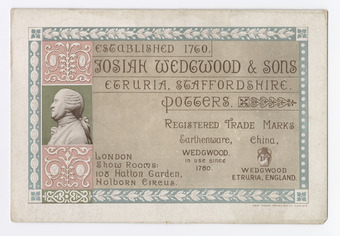 ESTABLISHED 1760.
JOSIAH WEDGWOOD & SONS
ETRURIA, STAFFORDSHIRE.
POTTERS.
REGISTERED TRADE MARKS
Earthenware, China,
WEDGWOOD.
in use since
1760.
WEDGWOOD
ETRURIA, ENGLAND.
LONDON
Show Rooms:
108 Hatton Garden,
Holborn Circus.